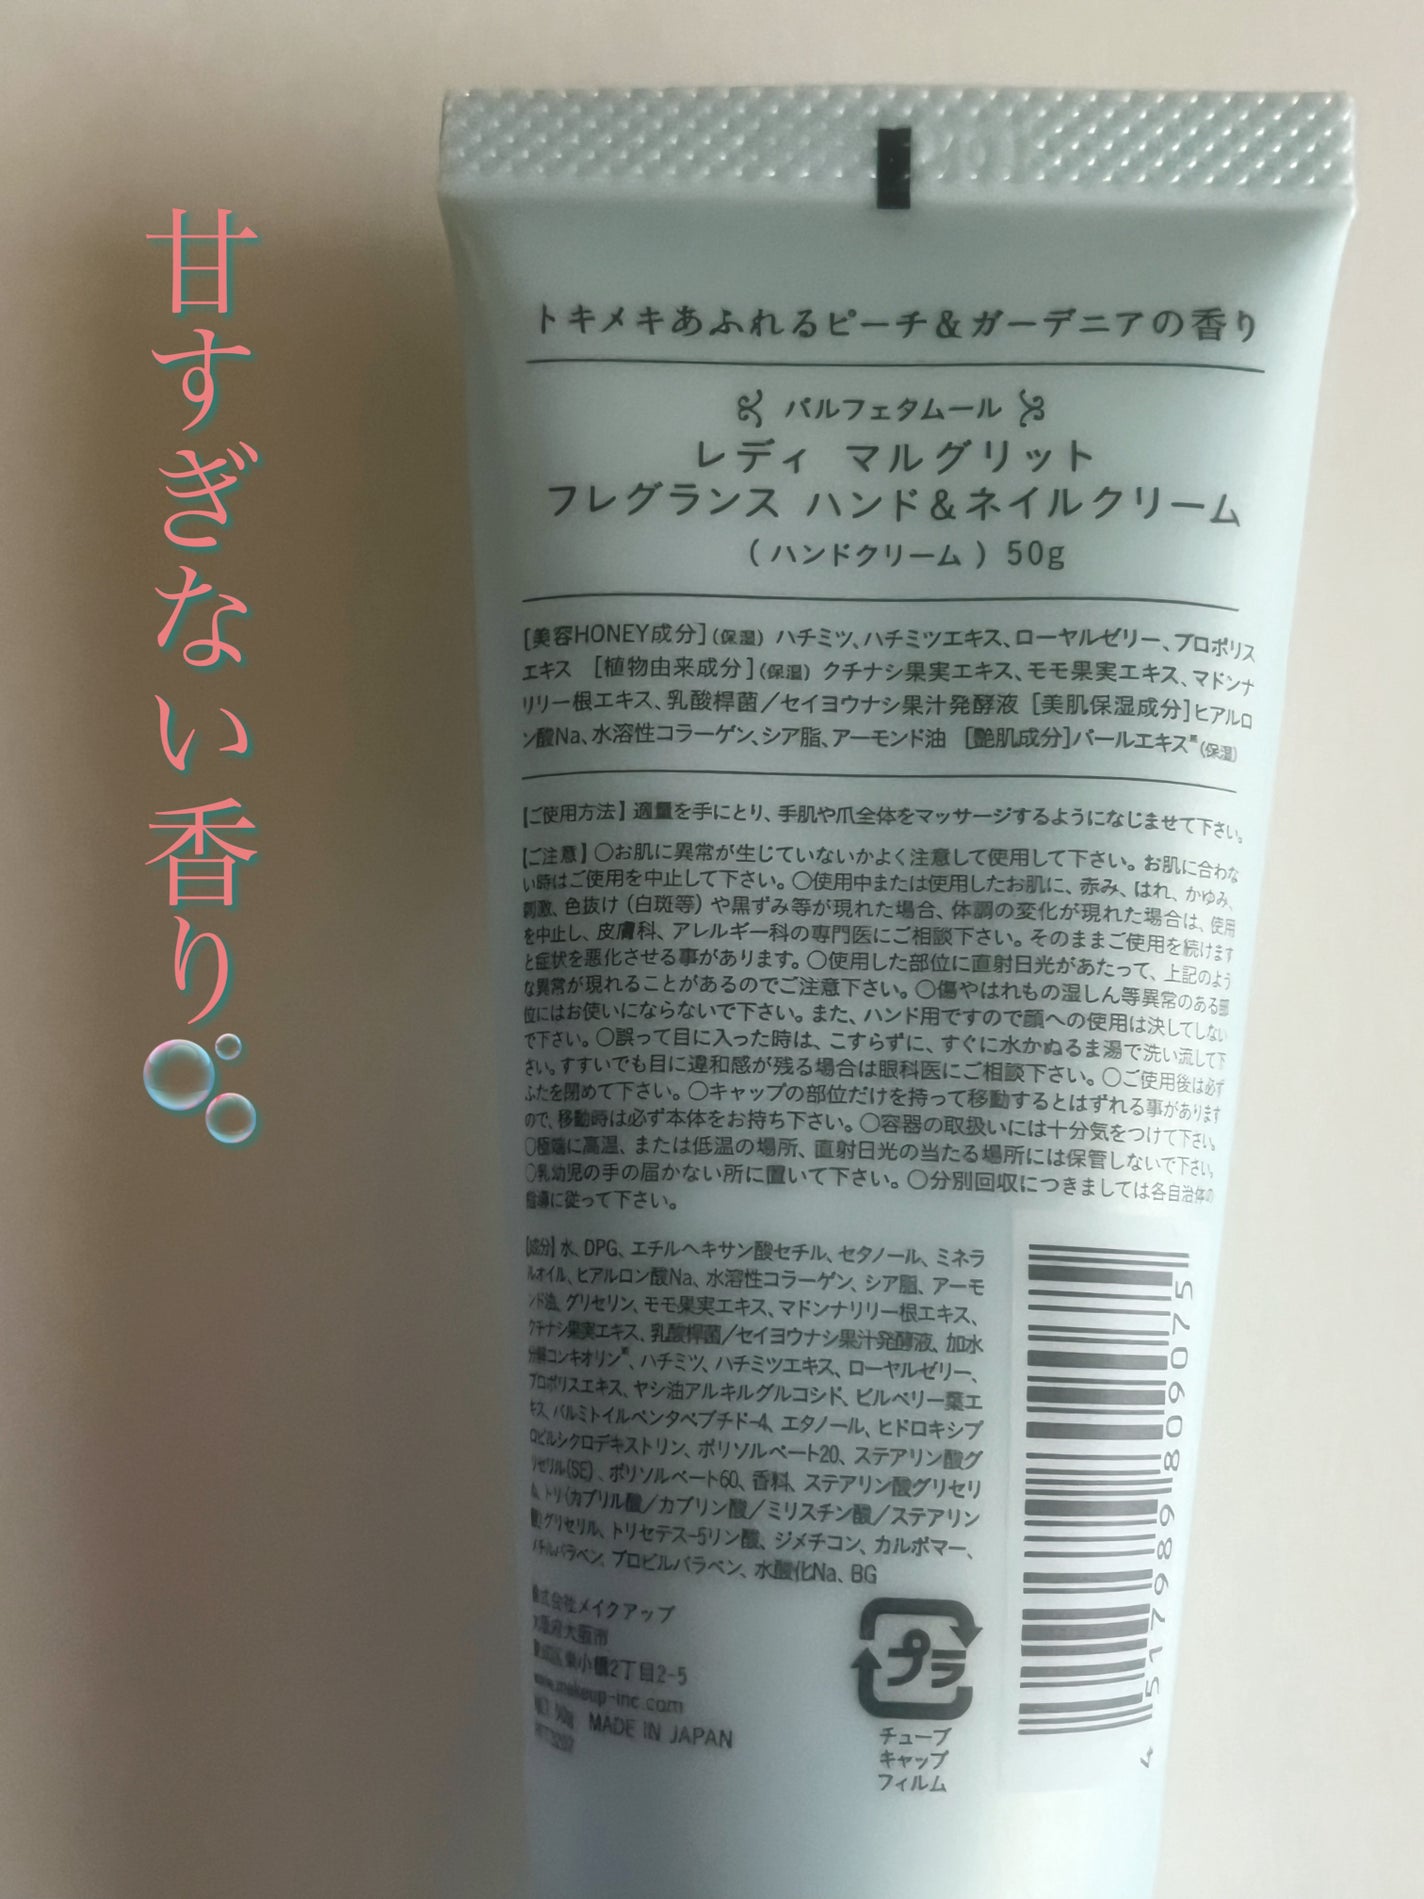 甘すぎない香り
トキメキあふれるピーチ&ガーデニアの香り
パルフェタムール
レディ マルグリット
フレグランス ハンド&ネイルクリーム
(ハンドクリーム) 50g
[美容HONEY成分](保湿) ハチミツ、ハチミツエキス、ローヤルゼリー、プロポリス
エキス [植物由来成分](保湿) クチナシ果実エキス、モモ果実エキス、マドンナ
リリー根エキス、乳酸桿菌/セイヨウナシ果汁発酵液 [美肌保湿成分]ヒアルロ
ン酸Na、水溶性コラーゲン、シア脂、アーモンド油 [艶肌成分]パールエキス※(保湿)
【ご使用方法】適量を手にとり、手肌や爪全体をマッサージするようになじませて下さい。
【ご注意】〇お肌に異常が生じていないかよく注意して使用して下さい。お肌に合わな
い時はご使用を中止して下さい。〇使用中または使用したお肌に、赤み、はれ、かゆみ、
刺激、色抜け(白斑等)や黒ずみ等が現れた場合、体調の変化が現れた場合は、使用
を中止し、皮膚科、アレルギー科の専門医にご相談下さい。そのままご使用を続けます
と症状を悪化させる事があります。〇使用した部位に直射日光があたって、上記のよう
な異常が現れることがあるのでご注意下さい。〇傷やはれもの湿しん等異常のある部
位にはお使いにならないで下さい。また、ハンド用ですので顔への使用は決してしない
で下さい。〇誤って目に入った時は、こすらずに、すぐに水かぬるま湯で洗い流して下
さい。すすいでも目に違和感が残る場合は眼科医にご相談下さい。〇ご使用後は必ず
ふたを閉めて下さい。〇キャップの部位だけを持って移動するとはずれる事があります
ので、移動時は必ず本体をお持ち下さい。〇容器の取扱いには十分気をつけて下さい。
〇極端に高温、または低温の場所、直射日光の当たる場所には保管しないで下さい。
〇乳幼児の手の届かない所に置いて下さい。〇分別回収につきましては各自治体の
指導に従って下さい。
【成分】水、DPG、エチルヘキサン酸セチル、セタノール、ミネラ
ルオイル、ヒアルロン酸Na、水溶性コラーゲン、シア脂、アーモ
ンド油、グリセリン、モモ果実エキス、マドンナリリー根エキス、
クチナシ果実エキス、乳酸桿菌/セイヨウナシ果汁発酵液、加水
分解コンキオリン※、ハチミツ、ハチミツエキス、ローヤルゼリー、
プロポリスエキス、ヤシ油アルキルグルコシド、ビルベリー葉エ
キス、パルミトイルペンタペプチド-4、エタノール、ヒドロキシプ
ロピルシクロデキストリン、ポリソルベート20、ステアリン酸グ
リセリル(SE)、ポリソルベート60、香料、ステアリン酸グリセリ
ル、トリ(カプリル酸/カプリン酸/ミリスチン酸/ステアリン
酸)グリセリル、トリセテス-5リン酸、ジメチコン、カルボマー、
メチルパラベン、プロピルパラベン、水酸化Na、BG
株式会社メイクアップ
大阪府大阪市
東小橋2丁目2-5
www.makeup-inc.com
MADE IN JAPAN
プラ
チューブ
キャップ
フィルム
4 517989 809075